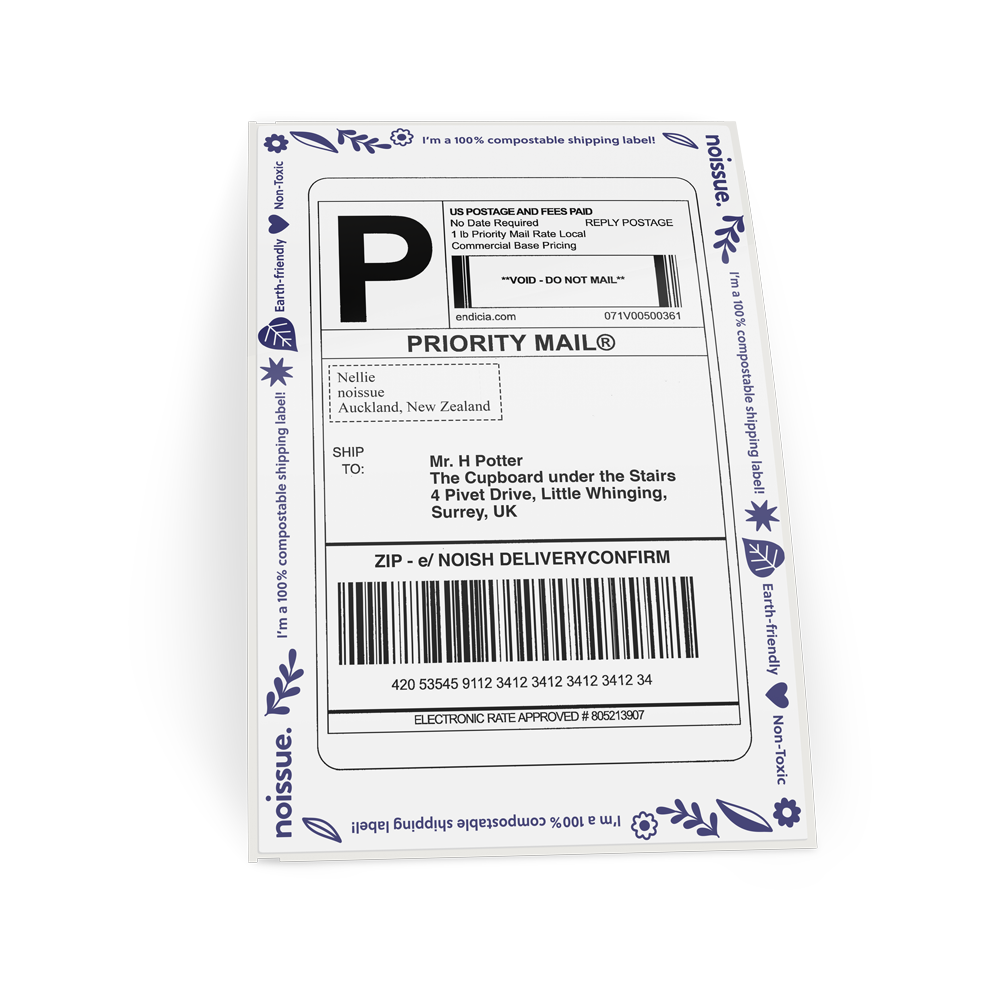 I'm a 100% compostable shipping label!
noissue.
Non-Toxic
Earth-friendly
I'm a 100% compostable shipping label!
noissue.
P
US POSTAGE AND FEES PAID
No Date Required REPLY POSTAGE
1 lb Priority Mail Rate Local
Commercial Base Pricing
**VOID - DO NOT MAIL**
endicia.com 071V00500361
PRIORITY MAIL®
Nellie
noissue
Auckland, New Zealand
SHIP
TO:
Mr. H Potter
The Cupboard under the Stairs
4 Pivet Drive, Little Whinging,
Surrey, UK
ZIP - e/ NOISH DELIVERYCONFIRM
420 53545 9112 3412 3412 3412 3412 34
ELECTRONIC RATE APPROVED # 805213907
I'm a 100% compostable shipping label!
Earth-friendly
Non-Toxic
I'm a 100% compostable shipping label!